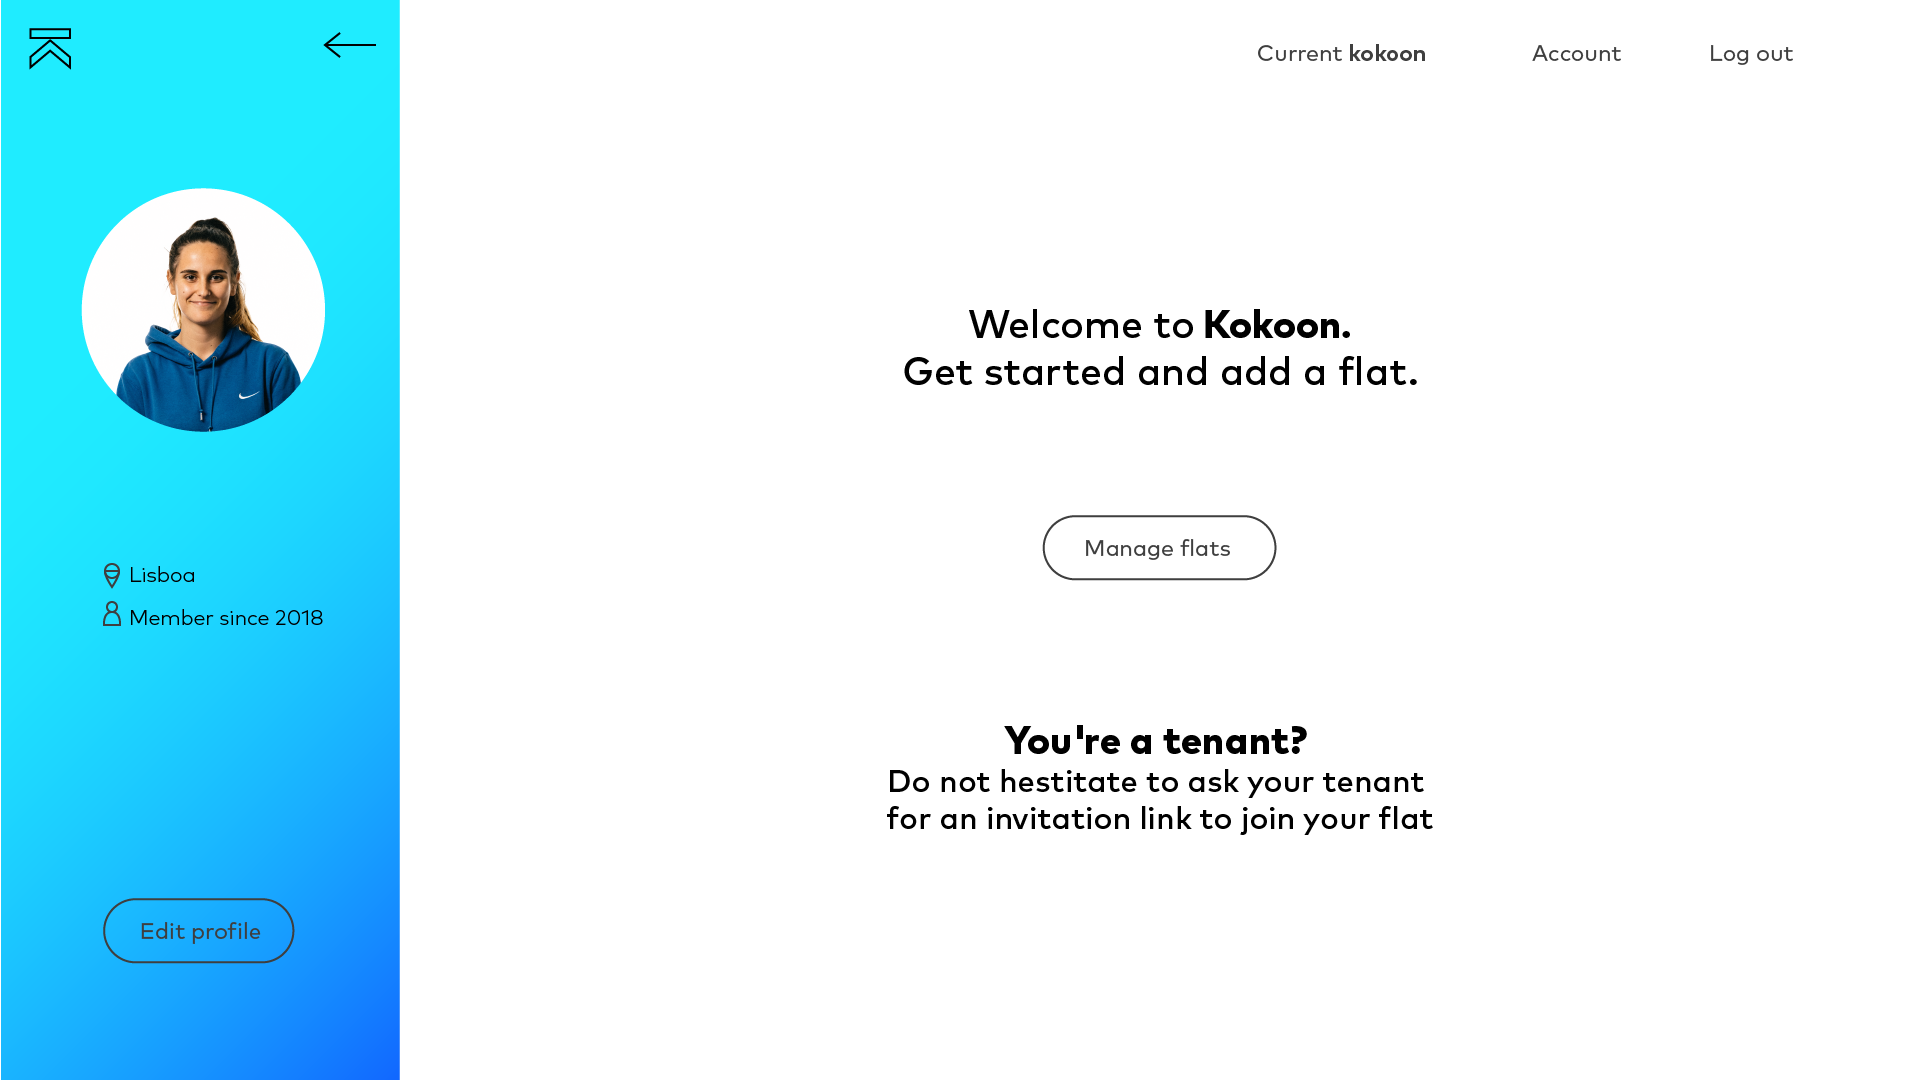 Current kokoon
Account
Log out
Lisboa
Member since 2018
Edit profile
Welcome to Kokoon.
Get started and add a flat.
Manage flats
You're a tenant?
Do not hestitate to ask your tenant
for an invitation link to join your flat